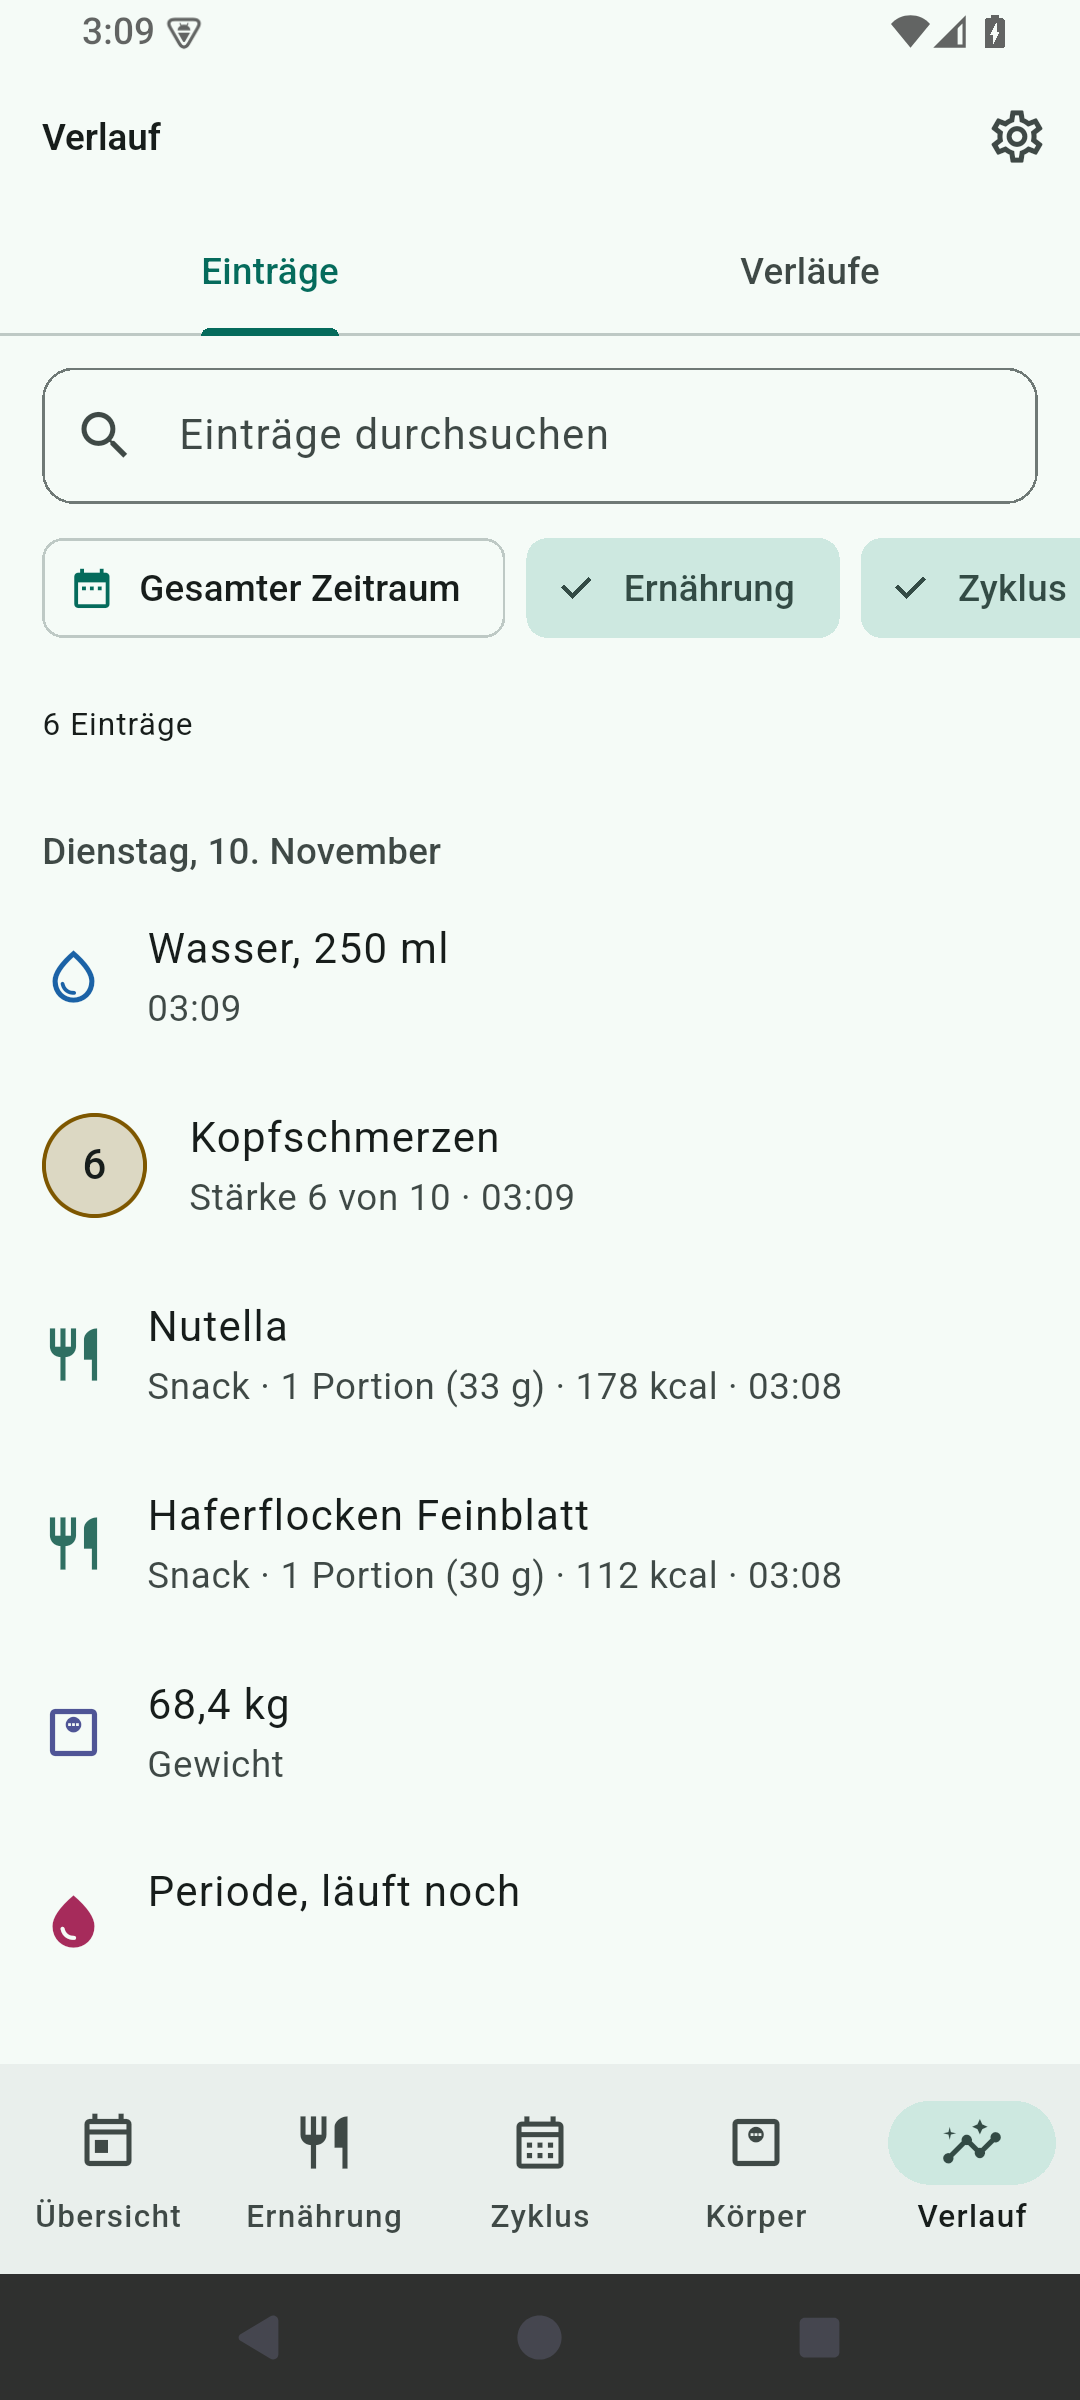 3:09
Verlauf
Einträge
Verläufe
Einträge durchsuchen
Gesamter Zeitraum
Ernährung
Zyklus
6 Einträge
Dienstag, 10. November
Wasser, 250 ml
03:09
6
Kopfschmerzen
Stärke 6 von 10 · 03:09
Nutella
Snack · 1 Portion (33 g) · 178 kcal · 03:08
Haferflocken Feinblatt
Snack · 1 Portion (30 g) · 112 kcal · 03:08
68,4 kg
Gewicht
Periode, läuft noch
Übersicht
Ernährung
Zyklus
Körper
Verlauf